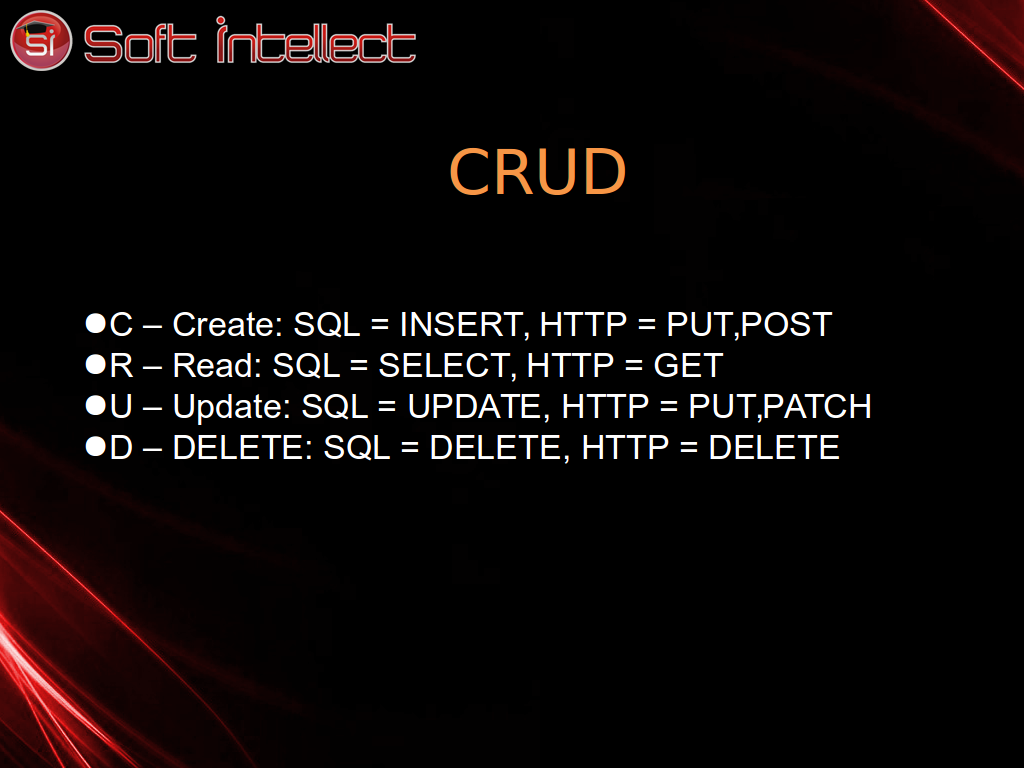 Si Soft Intellect
CRUD
●C – Create: SQL = INSERT, HTTP = PUT,POST
●R – Read: SQL = SELECT, HTTP = GET
●U – Update: SQL = UPDATE, HTTP = PUT,PATCH
●D – DELETE: SQL = DELETE, HTTP = DELETE